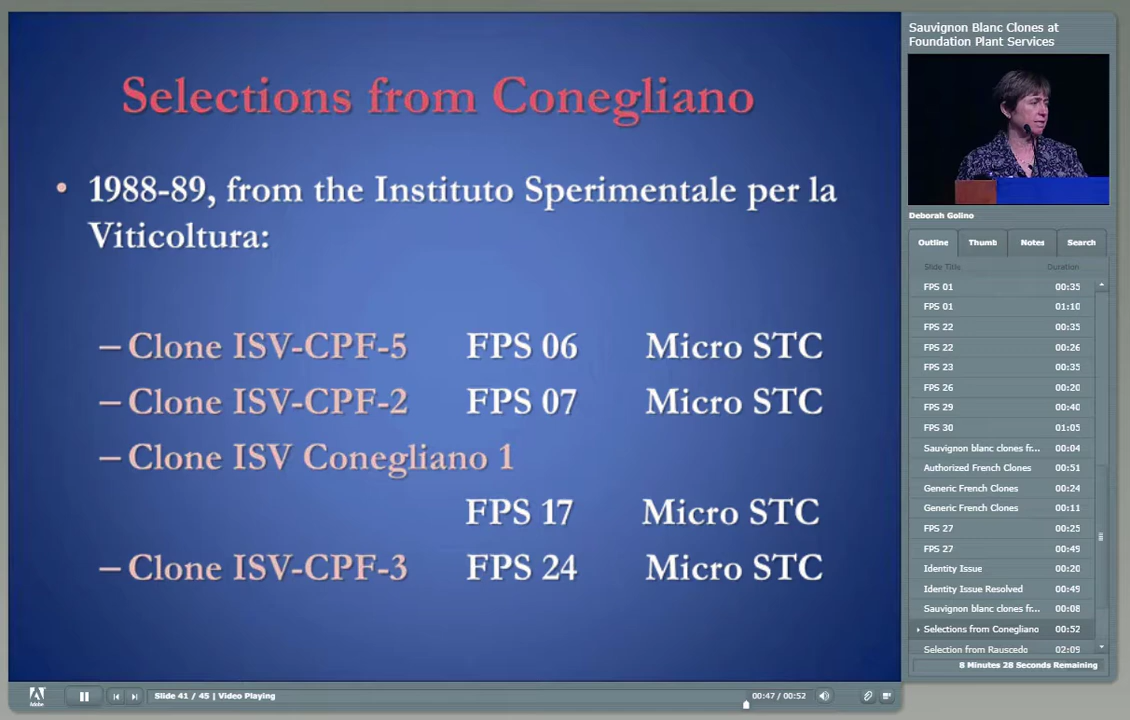 Selections from Conegliano
• 1988-89, from the Instituto Sperimentale per la
Viticoltura:
– Clone ISV-CPF-5 FPS 06 Micro STC
– Clone ISV-CPF-2 FPS 07 Micro STC
– Clone ISV Conegliano 1
FPS 17 Micro STC
– Clone ISV-CPF-3 FPS 24 Micro STC
Sauvignon Blanc Clones at
Foundation Plant Services
Deborah Golino
Outline Thumb Notes Search
Slide Title Duration
FPS 01 00:35
FPS 01 01:10
FPS 22 00:35
FPS 22 00:26
FPS 23 00:35
FPS 26 00:20
FPS 29 00:40
FPS 30 01:05
Sauvignon blanc clones fr... 00:04
Authorized French Clones 00:51
Generic French Clones 00:24
Generic French Clones 00:11
FPS 27 00:25
FPS 27 00:49
Identity Issue 00:20
Identity Issue Resolved 00:49
Sauvignon blanc clones fr... 00:08
Selections from Conegliano 00:52
Selection from Rauscedo 02:09
8 Minutes 28 Seconds Remaining
Adobe
Slide 41 / 45 | Video Playing
00:47 / 00:52